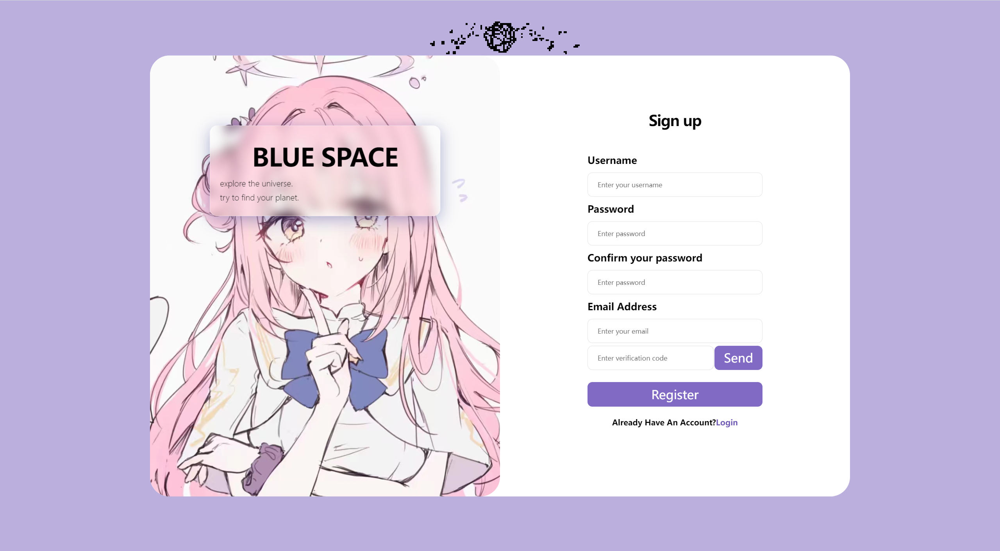 BLUE SPACE
explore the universe.
try to find your planet.
Sign up
Username
Enter your username
Password
Enter password
Confirm your password
Enter password
Email Address
Enter your email
Enter verification code
Send
Register
Already Have An Account?Login